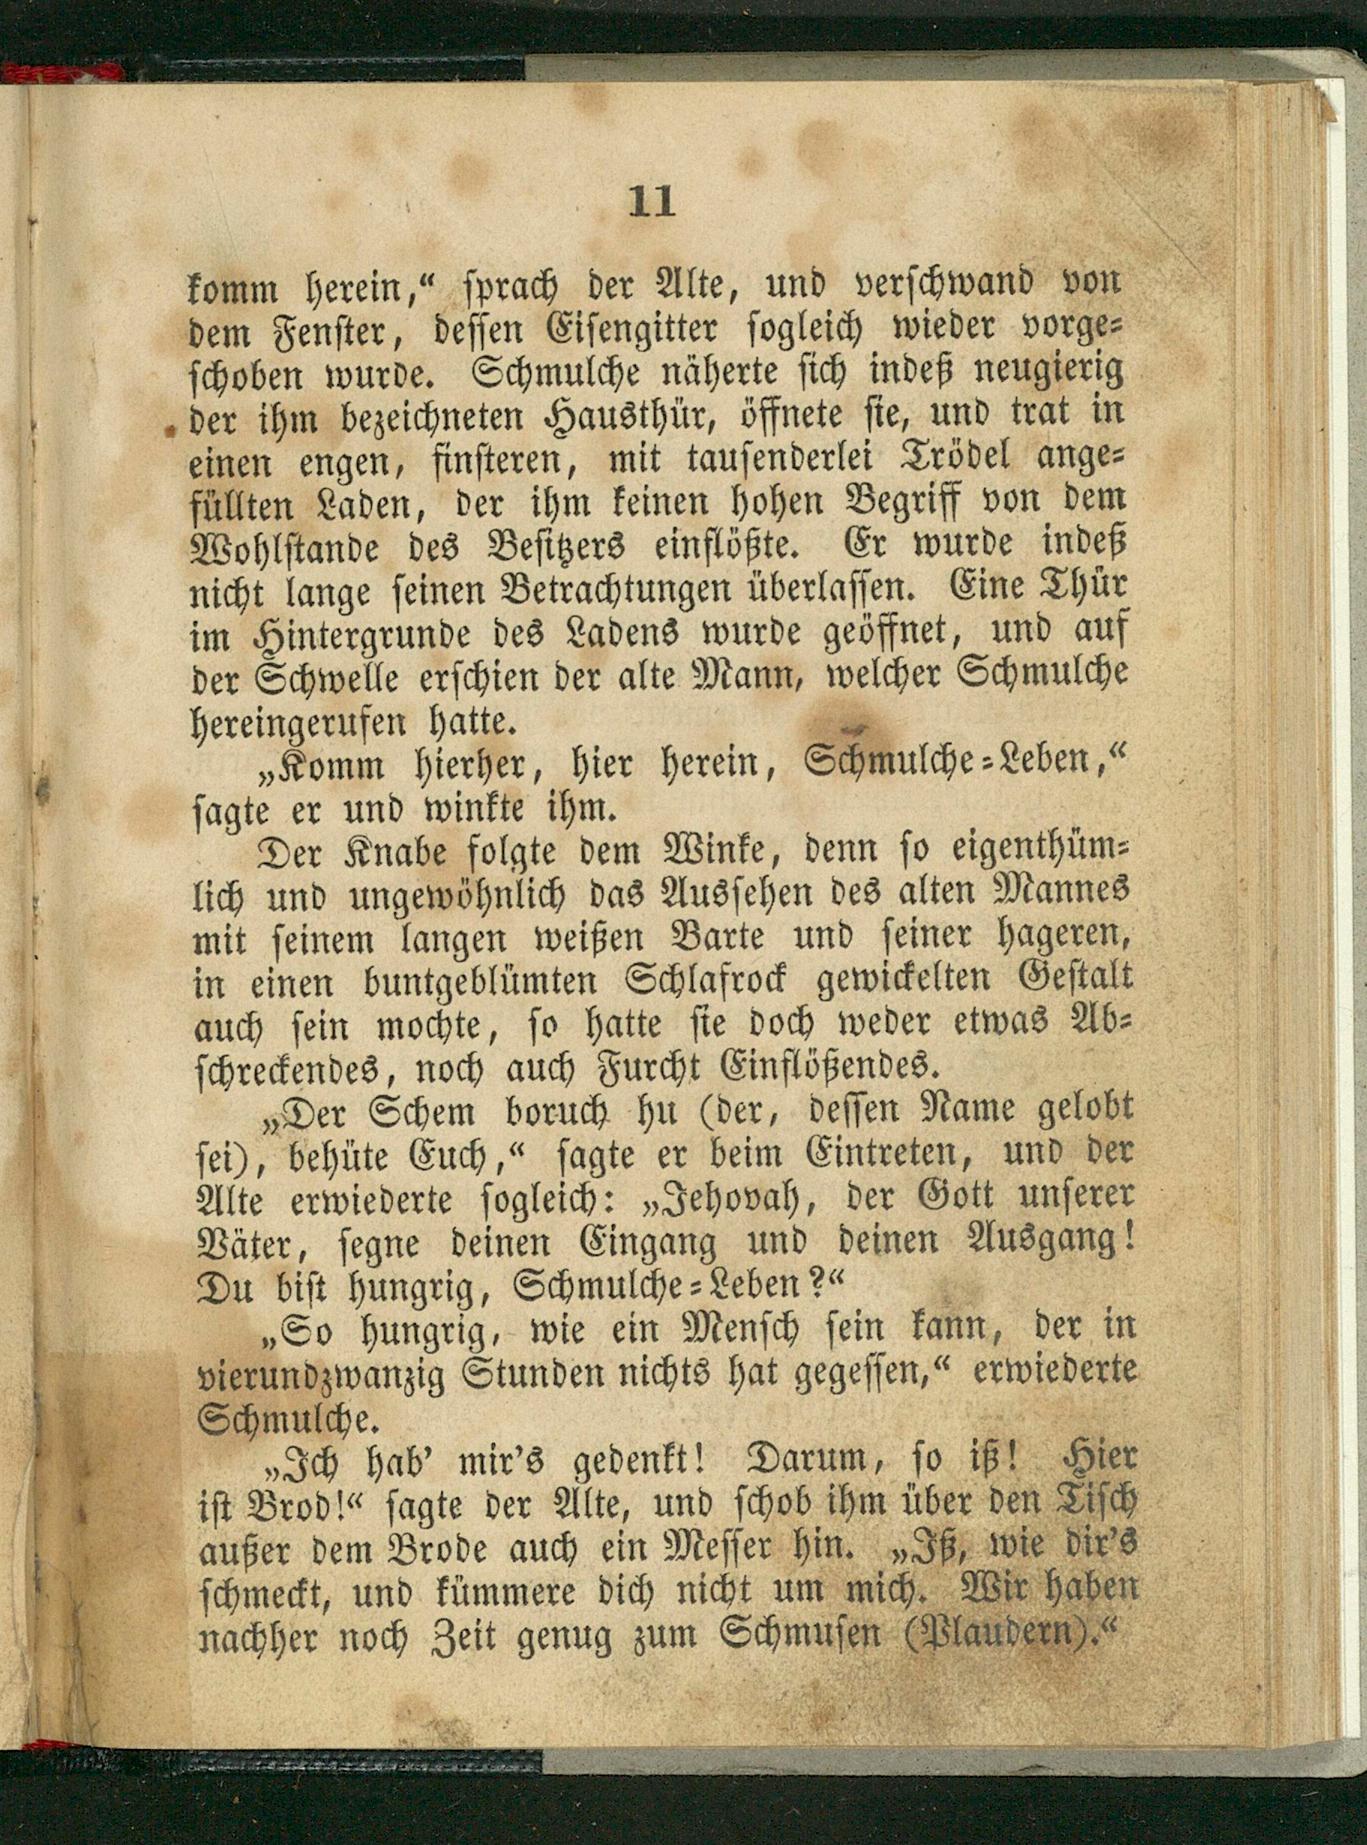 11
komm herein,“ sprach der Alte, und verschwand von
dem Fenster, dessen Eisengitter sogleich wieder vorge-
schoben wurde. Schmulche näherte sich indeß neugierig
der ihm bezeichneten Hausthür, öffnete sie, und trat in
einen engen, finsteren, mit tausenderlei Trödel ange-
füllten Laden, der ihm keinen hohen Begriff von dem
Wohlstande des Besitzers einflößte. Er wurde indeß
nicht lange seinen Betrachtungen überlassen. Eine Thür
im Hintergrunde des Ladens wurde geöffnet, und auf
der Schwelle erschien der alte Mann, welcher Schmulche
hereingerufen hatte.
„Komm hierher, hier herein, Schmulche-Leben,“
sagte er und winkte ihm.
Der Knabe folgte dem Winke, denn so eigenthüm-
lich und ungewöhnlich das Aussehen des alten Mannes
mit seinem langen weißen Barte und seiner hageren,
in einen buntgeblümten Schlafrock gewickelten Gestalt
auch sein mochte, so hatte sie doch weder etwas Ab-
schreckendes, noch auch Furcht Einflößendes.
„Der Schem boruch hu (der, dessen Name gelobt
sei), behüte Euch,“ sagte er beim Eintreten, und der
Alte erwiederte sogleich: „Jehovah, der Gott unserer
Väter, segne deinen Eingang und deinen Ausgang!
Du bist hungrig, Schmulche-Leben?“
„So hungrig, wie ein Mensch sein kann, der in
vierundzwanzig Stunden nichts hat gegessen,“ erwiederte
Schmulche.
„Ich hab’ mir’s gedenkt! Darum, so iß! Hier
ist Brod!“ sagte der Alte, und schob ihm über den Tisch
außer dem Brode auch ein Messer hin. „Iß, wie dir’s
schmeckt, und kümmere dich nicht um mich. Wir haben
nachher noch Zeit genug zum Schmusen (Plaudern).“